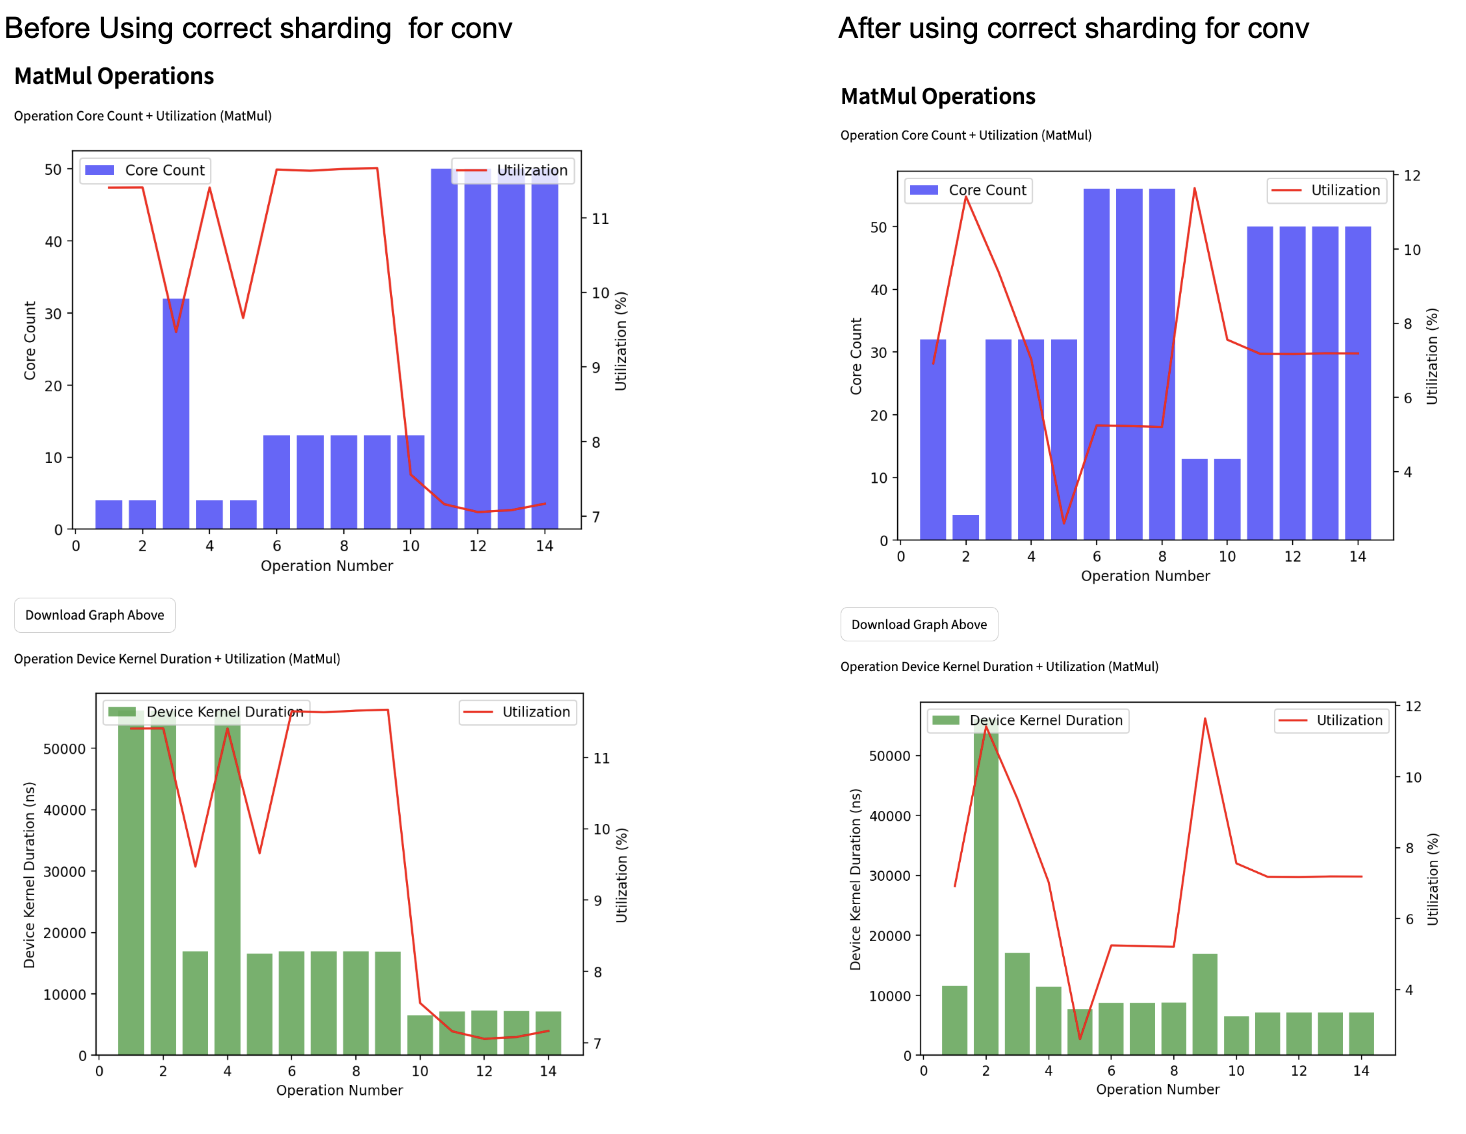 Before Using correct sharding  for conv
MatMul Operations
Operation Core Count + Utilization (MatMul)
Core Count
Utilization
50
40
30
20
10
0
Core Count
11
10
9
8
7
Utilization (%)
0 2 4 6 8 10 12 14
Operation Number
Download Graph Above
Operation Device Kernel Duration + Utilization (MatMul)
Device Kernel Duration
Utilization
50000
40000
30000
20000
10000
0
Device Kernel Duration (ns)
11
10
9
8
7
Utilization (%)
0 2 4 6 8 10 12 14
Operation Number
After using correct sharding for conv
MatMul Operations
Operation Core Count + Utilization (MatMul)
Core Count
Utilization
50
40
30
20
10
0
Core Count
12
10
8
6
4
Utilization (%)
0 2 4 6 8 10 12 14
Operation Number
Download Graph Above
Operation Device Kernel Duration + Utilization (MatMul)
Device Kernel Duration
Utilization
50000
40000
30000
20000
10000
0
Device Kernel Duration (ns)
12
10
8
6
4
Utilization (%)
0 2 4 6 8 10 12 14
Operation Number